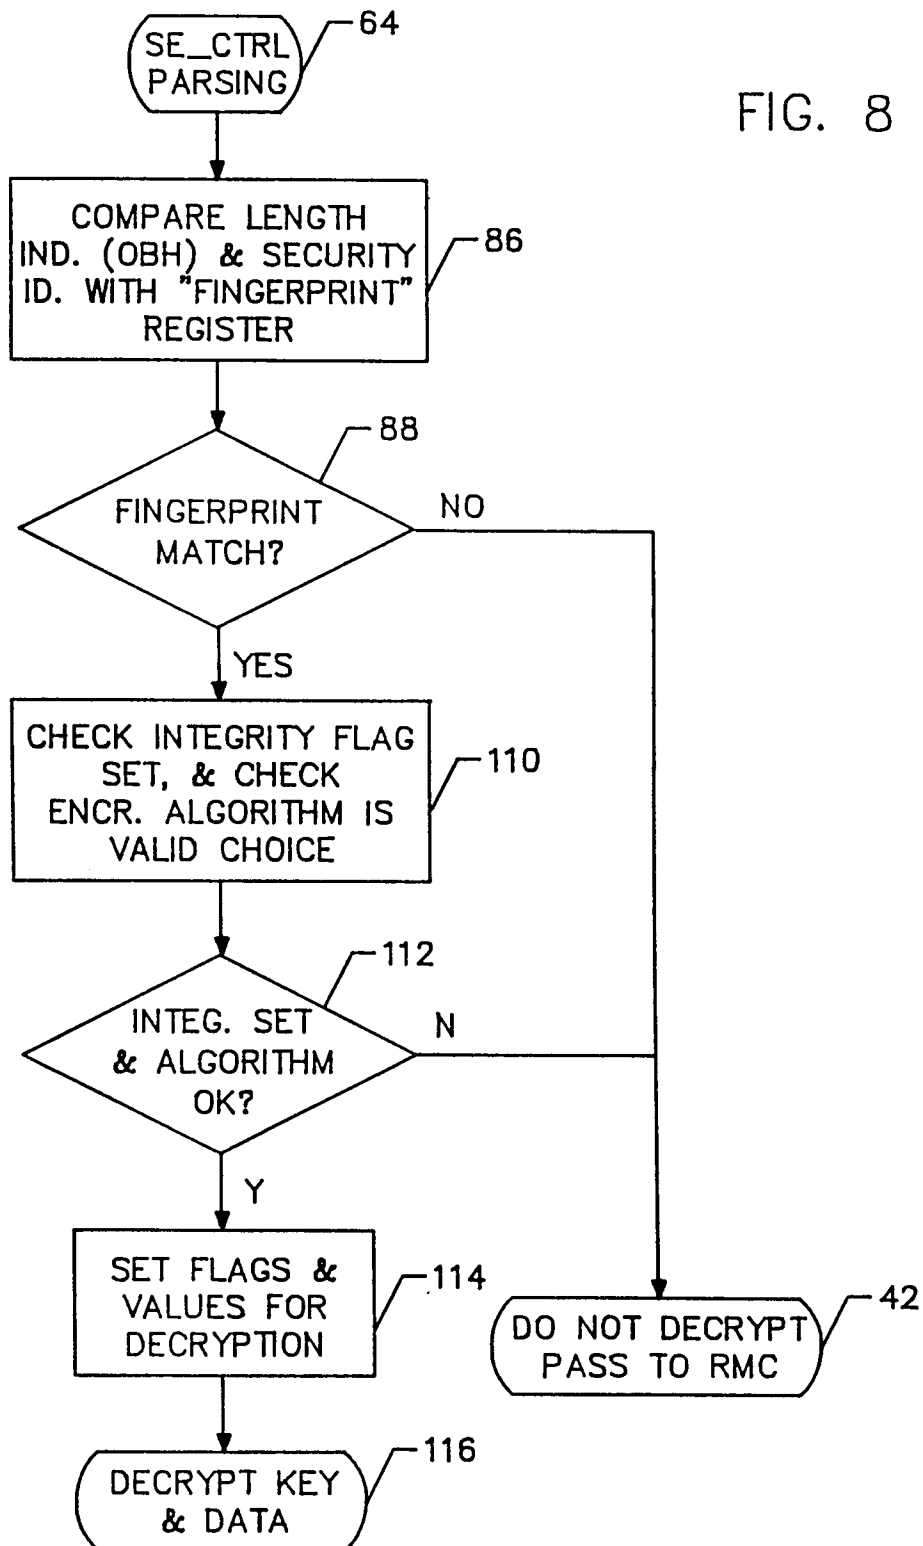 SE_CTRL
PARSING
64
FIG. 8
COMPARE LENGTH
IND. (OBH) & SECURITY
ID. WITH "FINGERPRINT"
REGISTER
86
88
FINGERPRINT
MATCH?
NO
YES
CHECK INTEGRITY FLAG
SET, & CHECK
ENCR. ALGORITHM IS
VALID CHOICE
110
112
INTEG. SET
& ALGORITHM
OK?
N
Y
SET FLAGS &
VALUES FOR
DECRYPTION
114
DO NOT DECRYPT
PASS TO RMC
42
DECRYPT KEY
& DATA
116